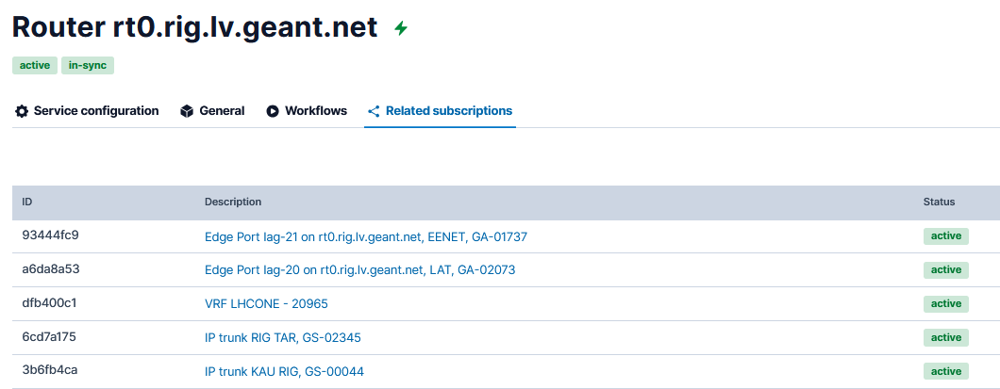 Router rt0.rig.lv.geant.net
active in-sync
Service configuration General Workflows Related subscriptions
ID Description Status
93444fc9 Edge Port lag-21 on rt0.rig.lv.geant.net, EENET, GA-01737 active
a6da8a53 Edge Port lag-20 on rt0.rig.lv.geant.net, LAT, GA-02073 active
dfb400c1 VRF LHCONE - 20965 active
6cd7a175 IP trunk RIG TAR, GS-02345 active
3b6fb4ca IP trunk KAU RIG, GS-00044 active